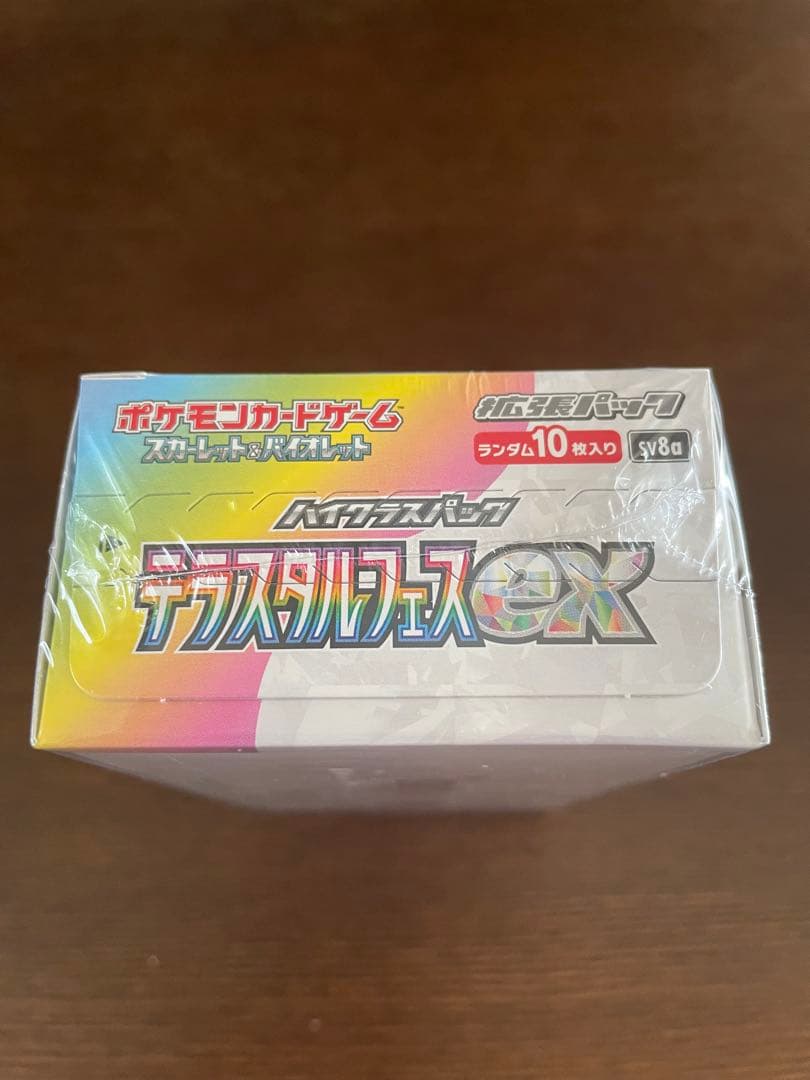 ポケモンカードゲーム™
スカーレット&バイオレット
拡張パック
ランダム10枚入り
sv8a
ハイクラスパック
テラスタルフェスex